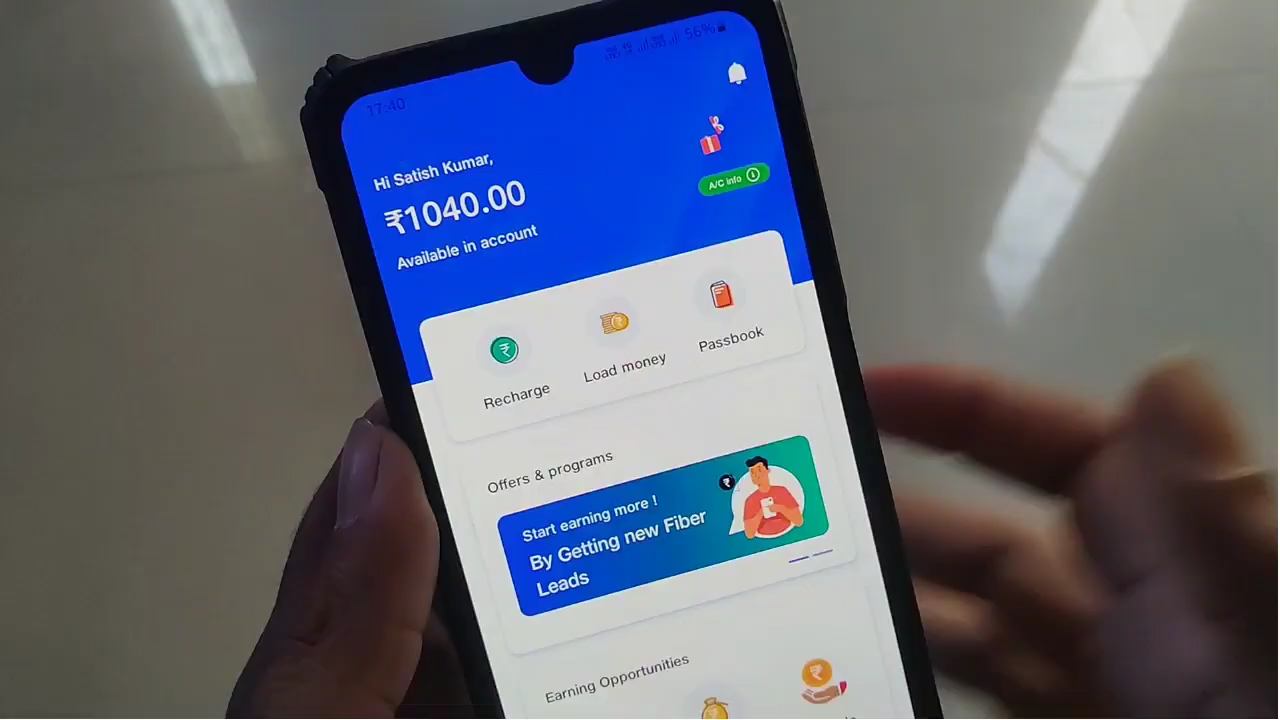 17:40
56%
Hi Satish Kumar,
₹1040.00
A/C info
Available in account
Recharge
Load money
Passbook
Offers & programs
Start earning more !
By Getting new Fiber
Leads
Earning Opportunities